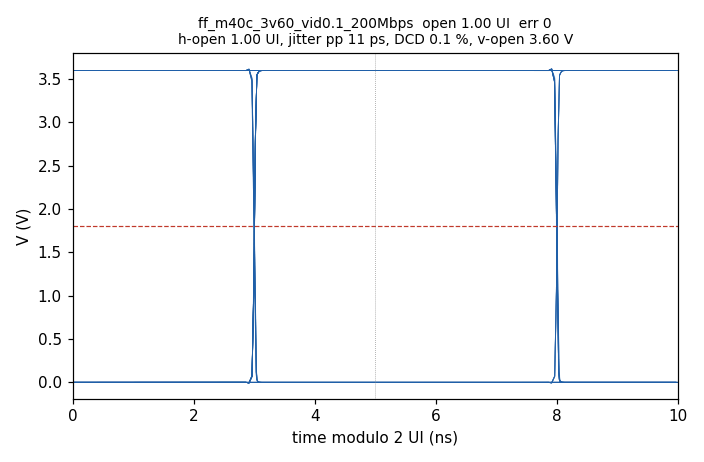 ff_m40c_3v60_vid0.1_200Mbps  open 1.00 UI  err 0
h-open 1.00 UI, jitter pp 11 ps, DCD 0.1 %, v-open 3.60 V
3.5
3.0
2.5
2.0
1.5
1.0
0.5
0.0
V (V)
0 2 4 6 8 10
time modulo 2 UI (ns)